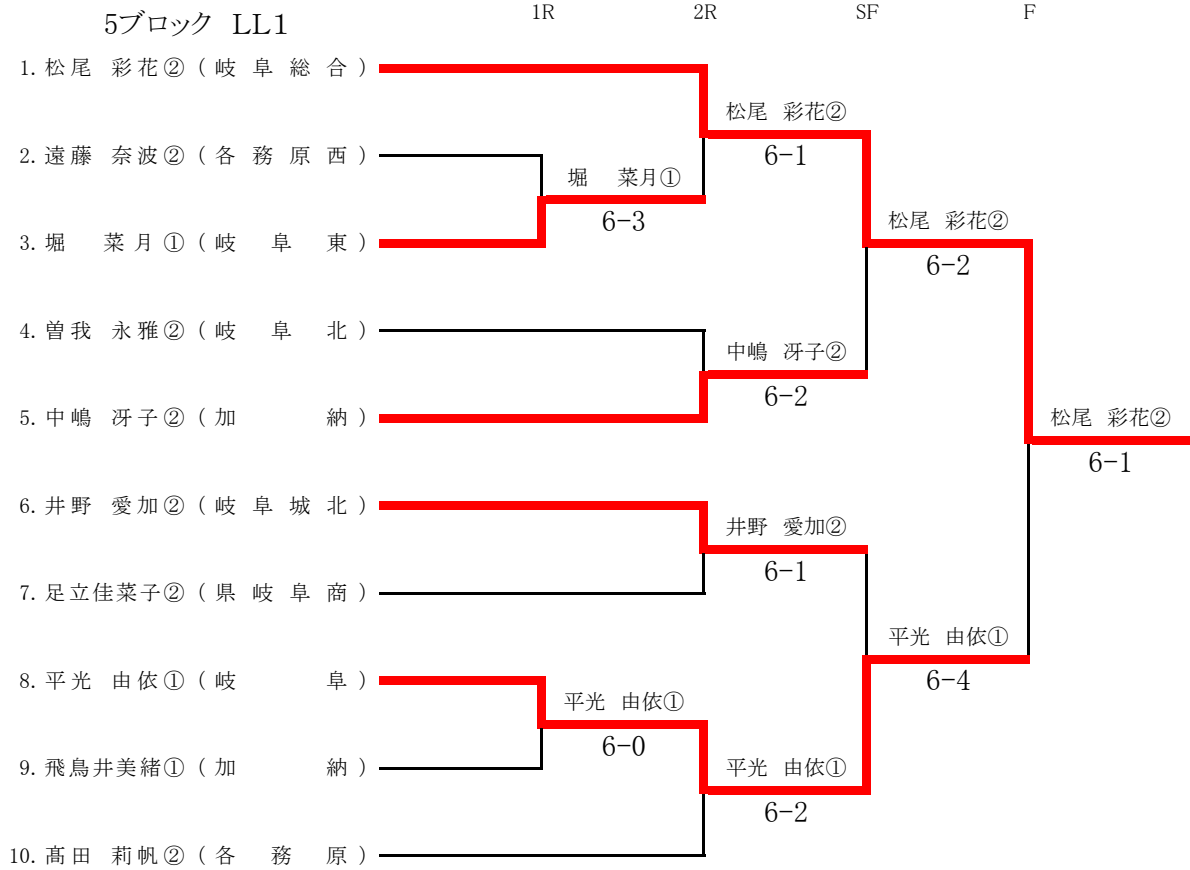 5ブロック LL1
1R 2R SF F
1. 松尾 彩花② (岐阜総合)
松尾 彩花②
6-1
2. 遠藤 奈波② (各務原西)
堀 菜月①
6-3
松尾 彩花②
6-2
3. 堀 菜月① (岐阜東)
4. 曽我 永雅② (岐阜北)
中嶋 冴子②
6-2
5. 中嶋 冴子② (加納)
松尾 彩花②
6-1
6. 井野 愛加② (岐阜城北)
井野 愛加②
6-1
7. 足立佳菜子② (県岐阜商)
平光 由依①
6-4
8. 平光 由依① (岐阜)
平光 由依①
6-0
9. 飛鳥井美緒① (加納)
平光 由依①
6-2
10. 髙田 莉帆② (各務原)